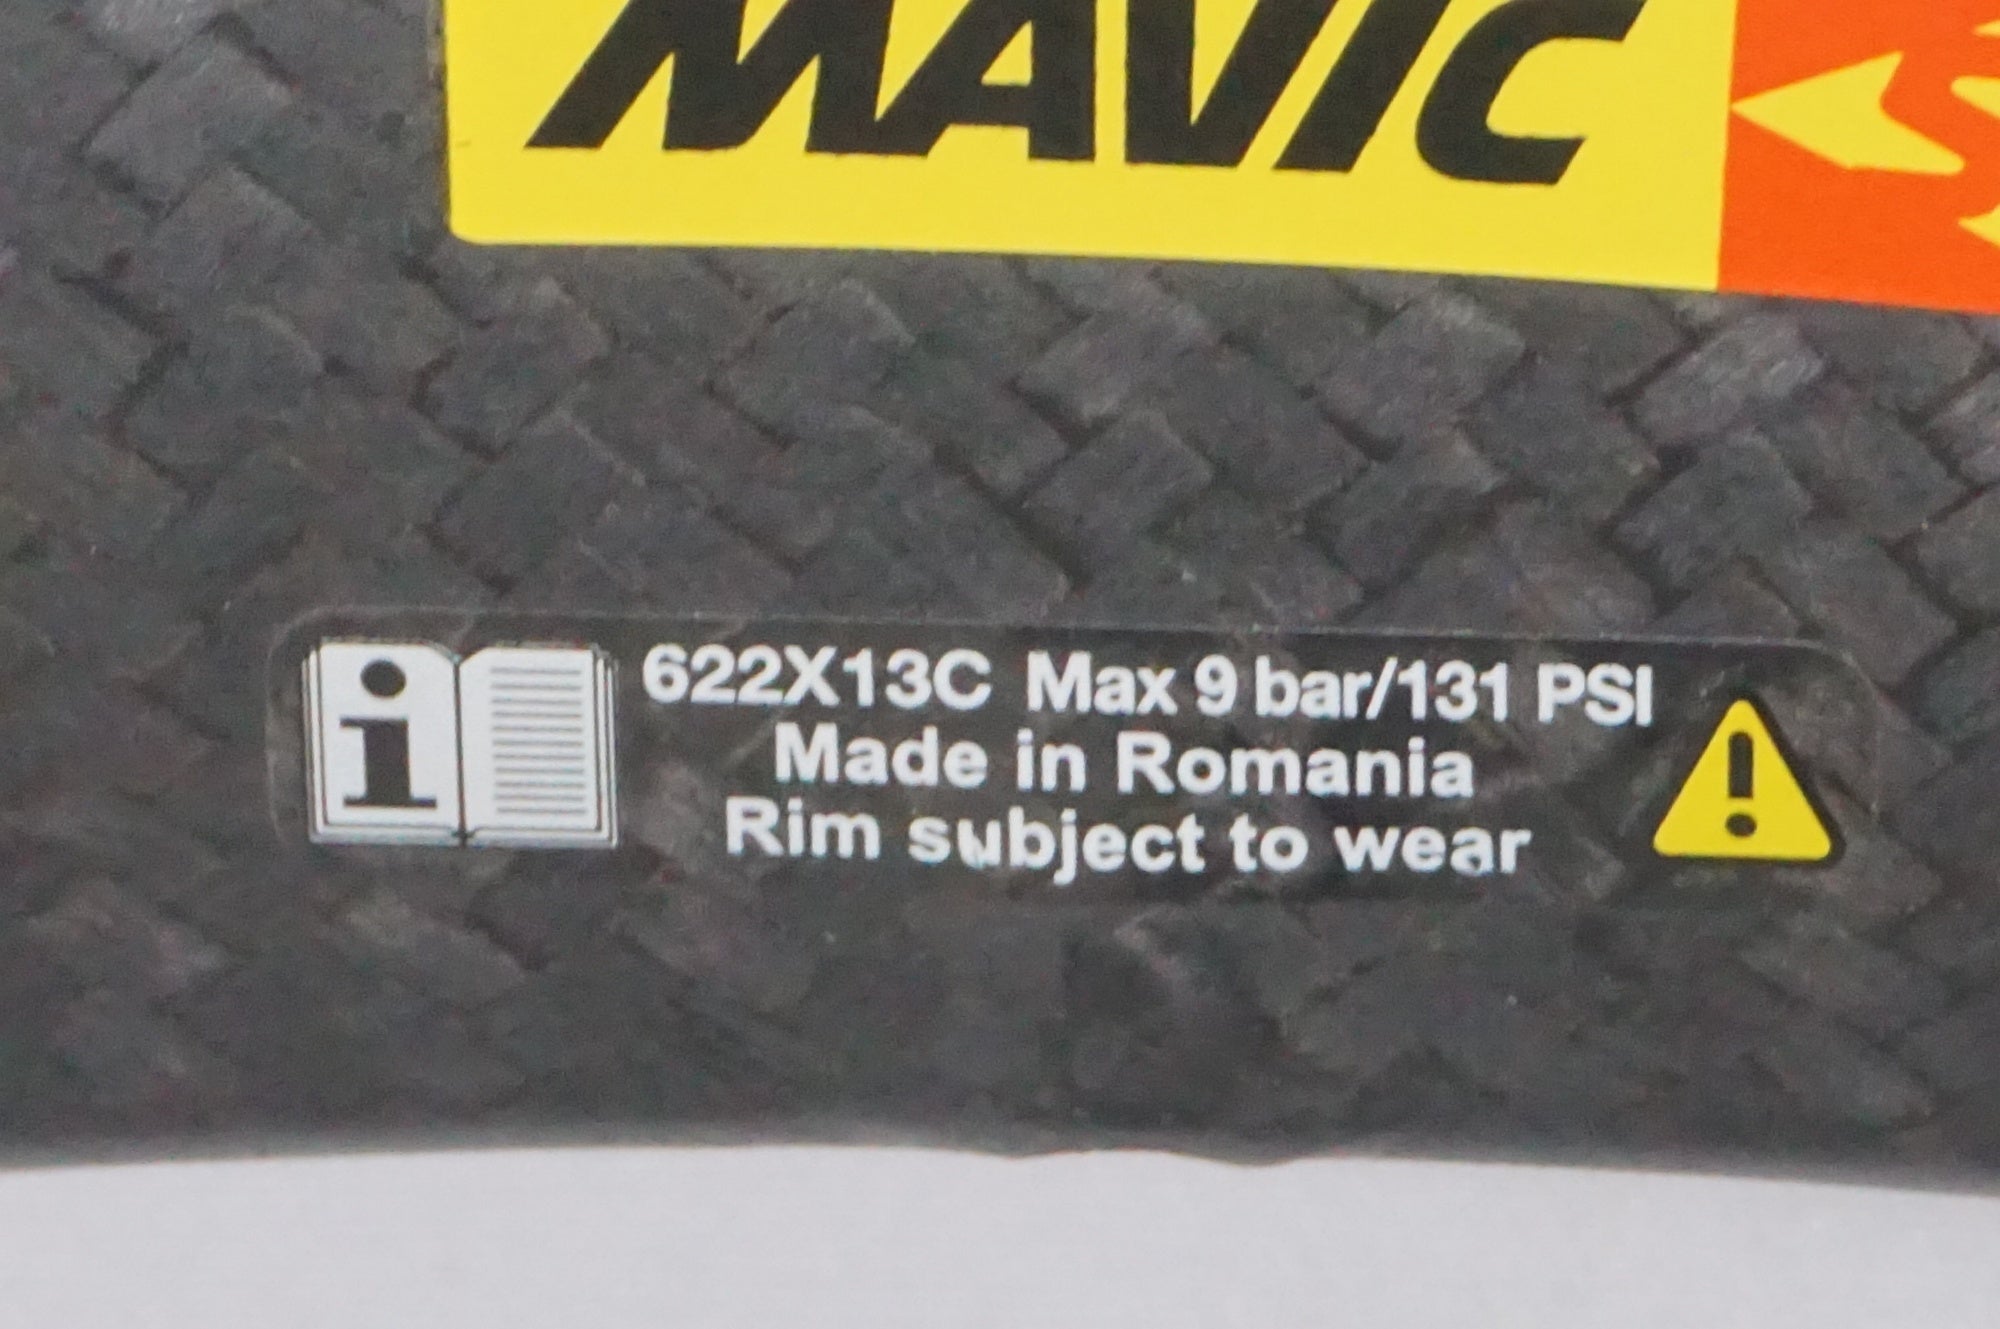 MAVIC
622X13C Max 9 bar/131 PSI
Made in Romania
Rim subject to wear